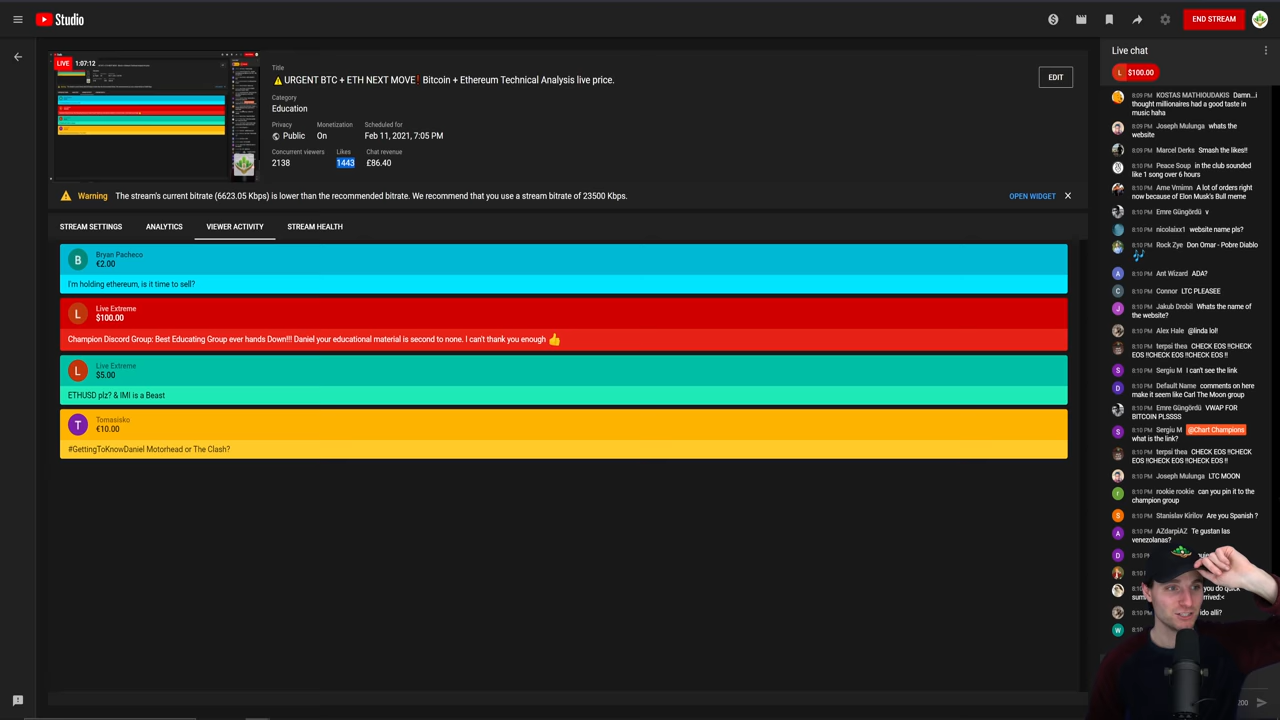 Studio
END STREAM
LIVE 1:07:12
Title
⚠️URGENT BTC + ETH NEXT MOVE❗ Bitcoin + Ethereum Technical Analysis live price.
EDIT
Category
Education
Privacy Monetization Scheduled for
Public On Feb 11, 2021, 7:05 PM
Concurrent viewers Likes Chat revenue
2138 1443 £86.40
Warning The stream's current bitrate (6623.05 Kbps) is lower than the recommended bitrate. We recommend that you use a stream bitrate of 23500 Kbps.
OPEN WIDGET
STREAM SETTINGS ANALYTICS VIEWER ACTIVITY STREAM HEALTH
B Bryan Pacheco
€2.00
I'm holding ethereum, is it time to sell?
L Live Extreme
$100.00
Champion Discord Group: Best Educating Group ever hands Down!!! Daniel your educational material is second to none. I can't thank you enough 👍
L Live Extreme
$5.00
ETHUSD plz? & IMI is a Beast
T Tomasisko
€10.00
#GettingToKnowDaniel Motorhead or The Clash?
Live chat
L $100.00
8:09 PM KOSTAS MATHIOUDAKIS Damn...i
thought millionaires had a good taste in
music haha
8:09 PM Joseph Mulunga whats the
website
8:09 PM Marcel Derks Smash the likes!!
8:09 PM Peace Soup in the club sounded
like 1 song over 6 hours
8:09 PM Arne Vrnimn A lot of orders right
now because of Elon Musk's Bull meme
8:10 PM Emre Güngördü v
8:10 PM nicolaixx1 website name pls?
8:10 PM Rock Zye Don Omar - Pobre Diablo
🎶
A 8:10 PM Ant Wizard ADA?
C 8:10 PM Connor LTC PLEASEE
J 8:10 PM Jakub Drobil Whats the name of
the website?
8:10 PM Alex Hale @linda lol!
8:10 PM terpsi thea CHECK EOS !!CHECK
EOS !!CHECK EOS !!CHECK EOS !!
S 8:10 PM Sergiu M I can't see the link
D 8:10 PM Default Name comments on here
make it seem like Carl The Moon group
8:10 PM Emre Güngördü VWAP FOR
BITCOIN PLSSSS
S 8:10 PM Sergiu M @Chart Champions
what is the link?
8:10 PM terpsi thea CHECK EOS !!CHECK
EOS !!CHECK EOS !!CHECK EOS !!
8:10 PM Joseph Mulunga LTC MOON
r 8:10 PM rookie rookie can you pin it to the
champion group
S 8:10 PM Stanislav Kirilov Are you Spanish ?
A 8:10 PM AZdarpiAZ Te gustan las
venezolanas?
D 8:10
8:10
8:10 you do quick
8:10
W 8:10